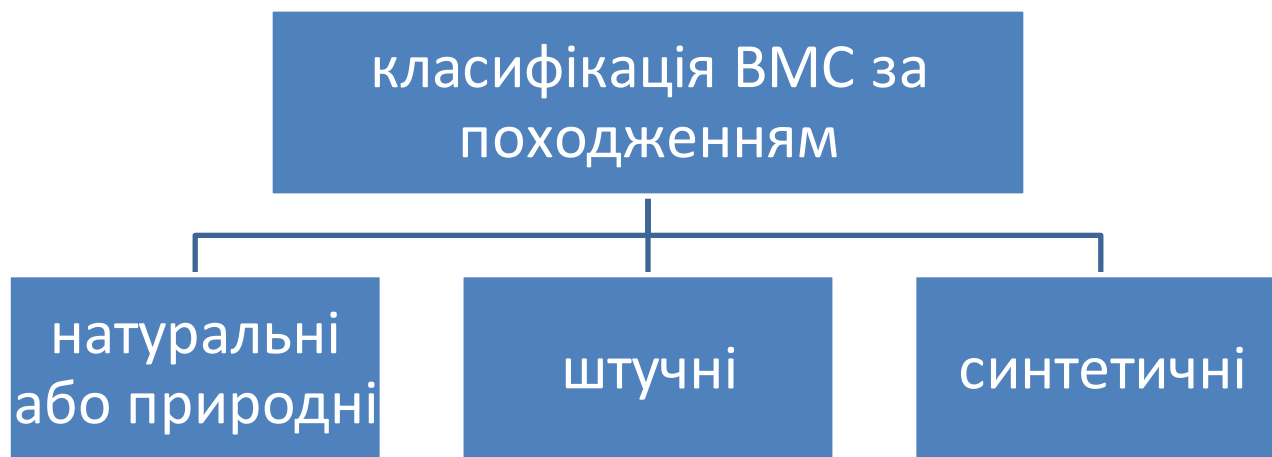 класифікація ВМС за
походженням
натуральні
або природні
штучні
синтетичні